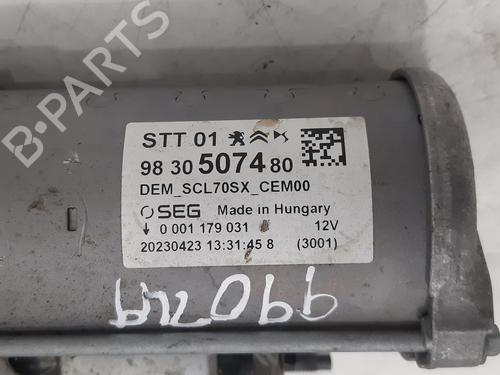 B-PARTS
STT 01
98 30 5074 80
DEM_SCL70SX_CEM00
SEG Made in Hungary
0 001 179 031 12V
20230423 13:31:45 8 (3001)